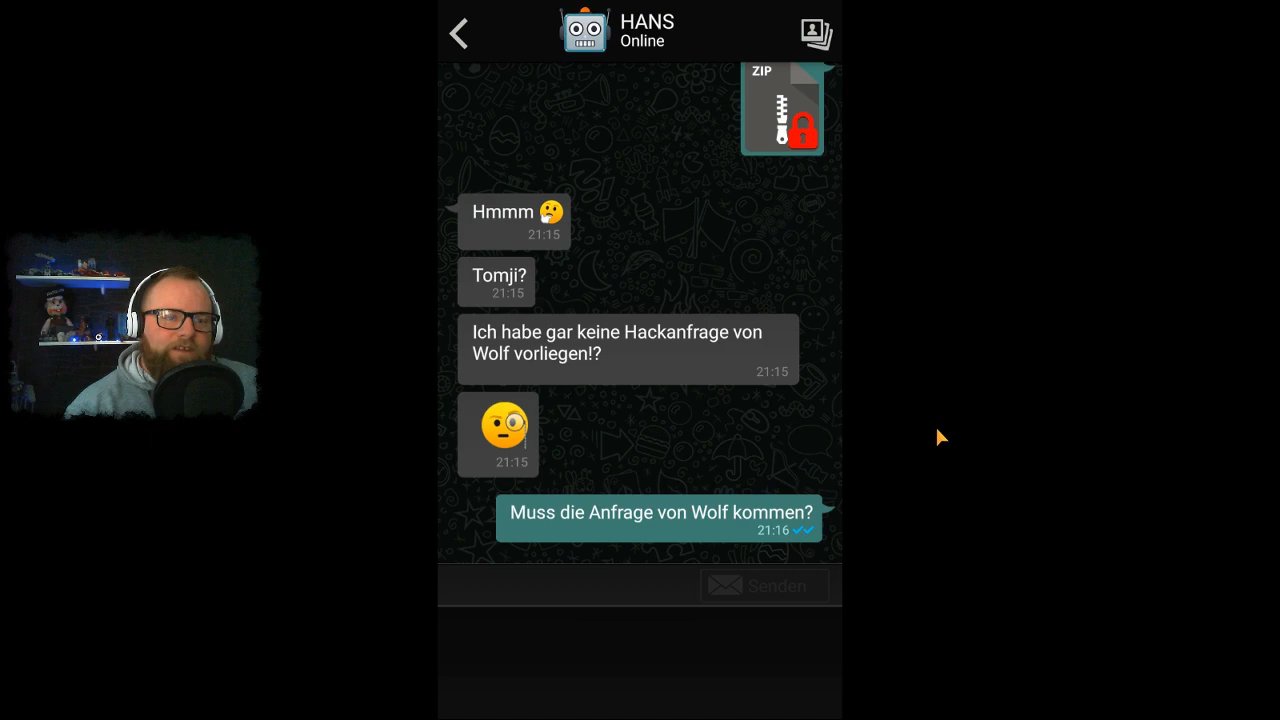 HANS
Online
ZIP
Hmmm 🤔
21:15
Tomji?
21:15
Ich habe gar keine Hackanfrage von
Wolf vorliegen!?
21:15
🧐
21:15
Muss die Anfrage von Wolf kommen?
21:16
Senden